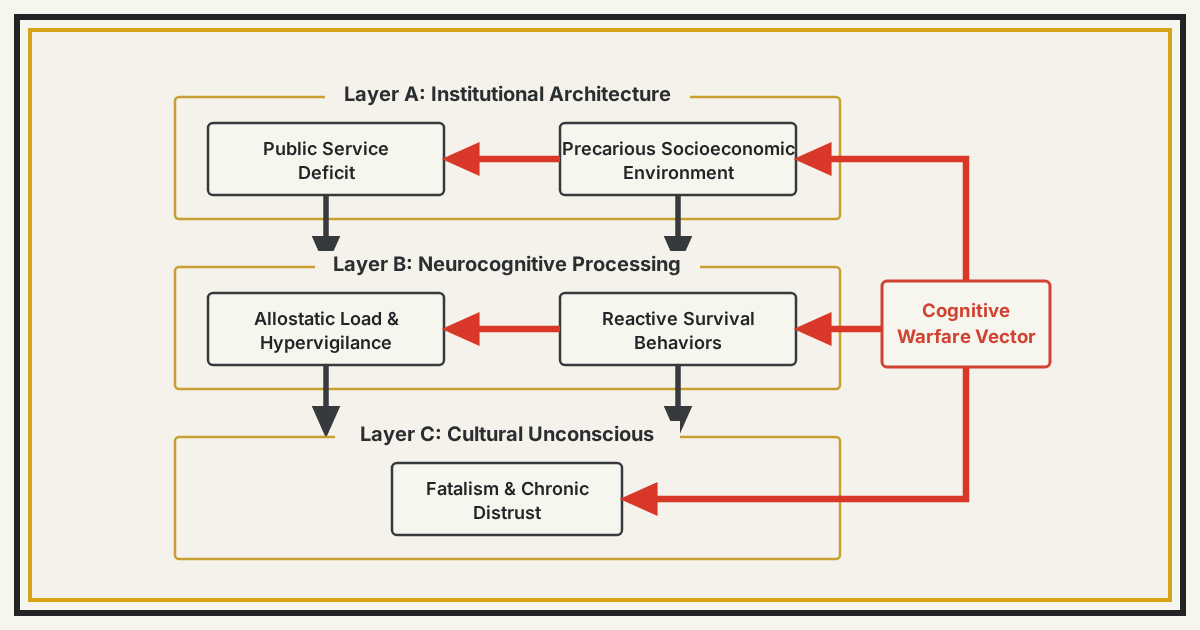 Layer A: Institutional Architecture
Public Service
Deficit
Precarious Socioeconomic
Environment
Layer B: Neurocognitive Processing
Allostatic Load &
Hypervigilance
Reactive Survival
Behaviors
Cognitive
Warfare Vector
Layer C: Cultural Unconscious
Fatalism & Chronic
Distrust